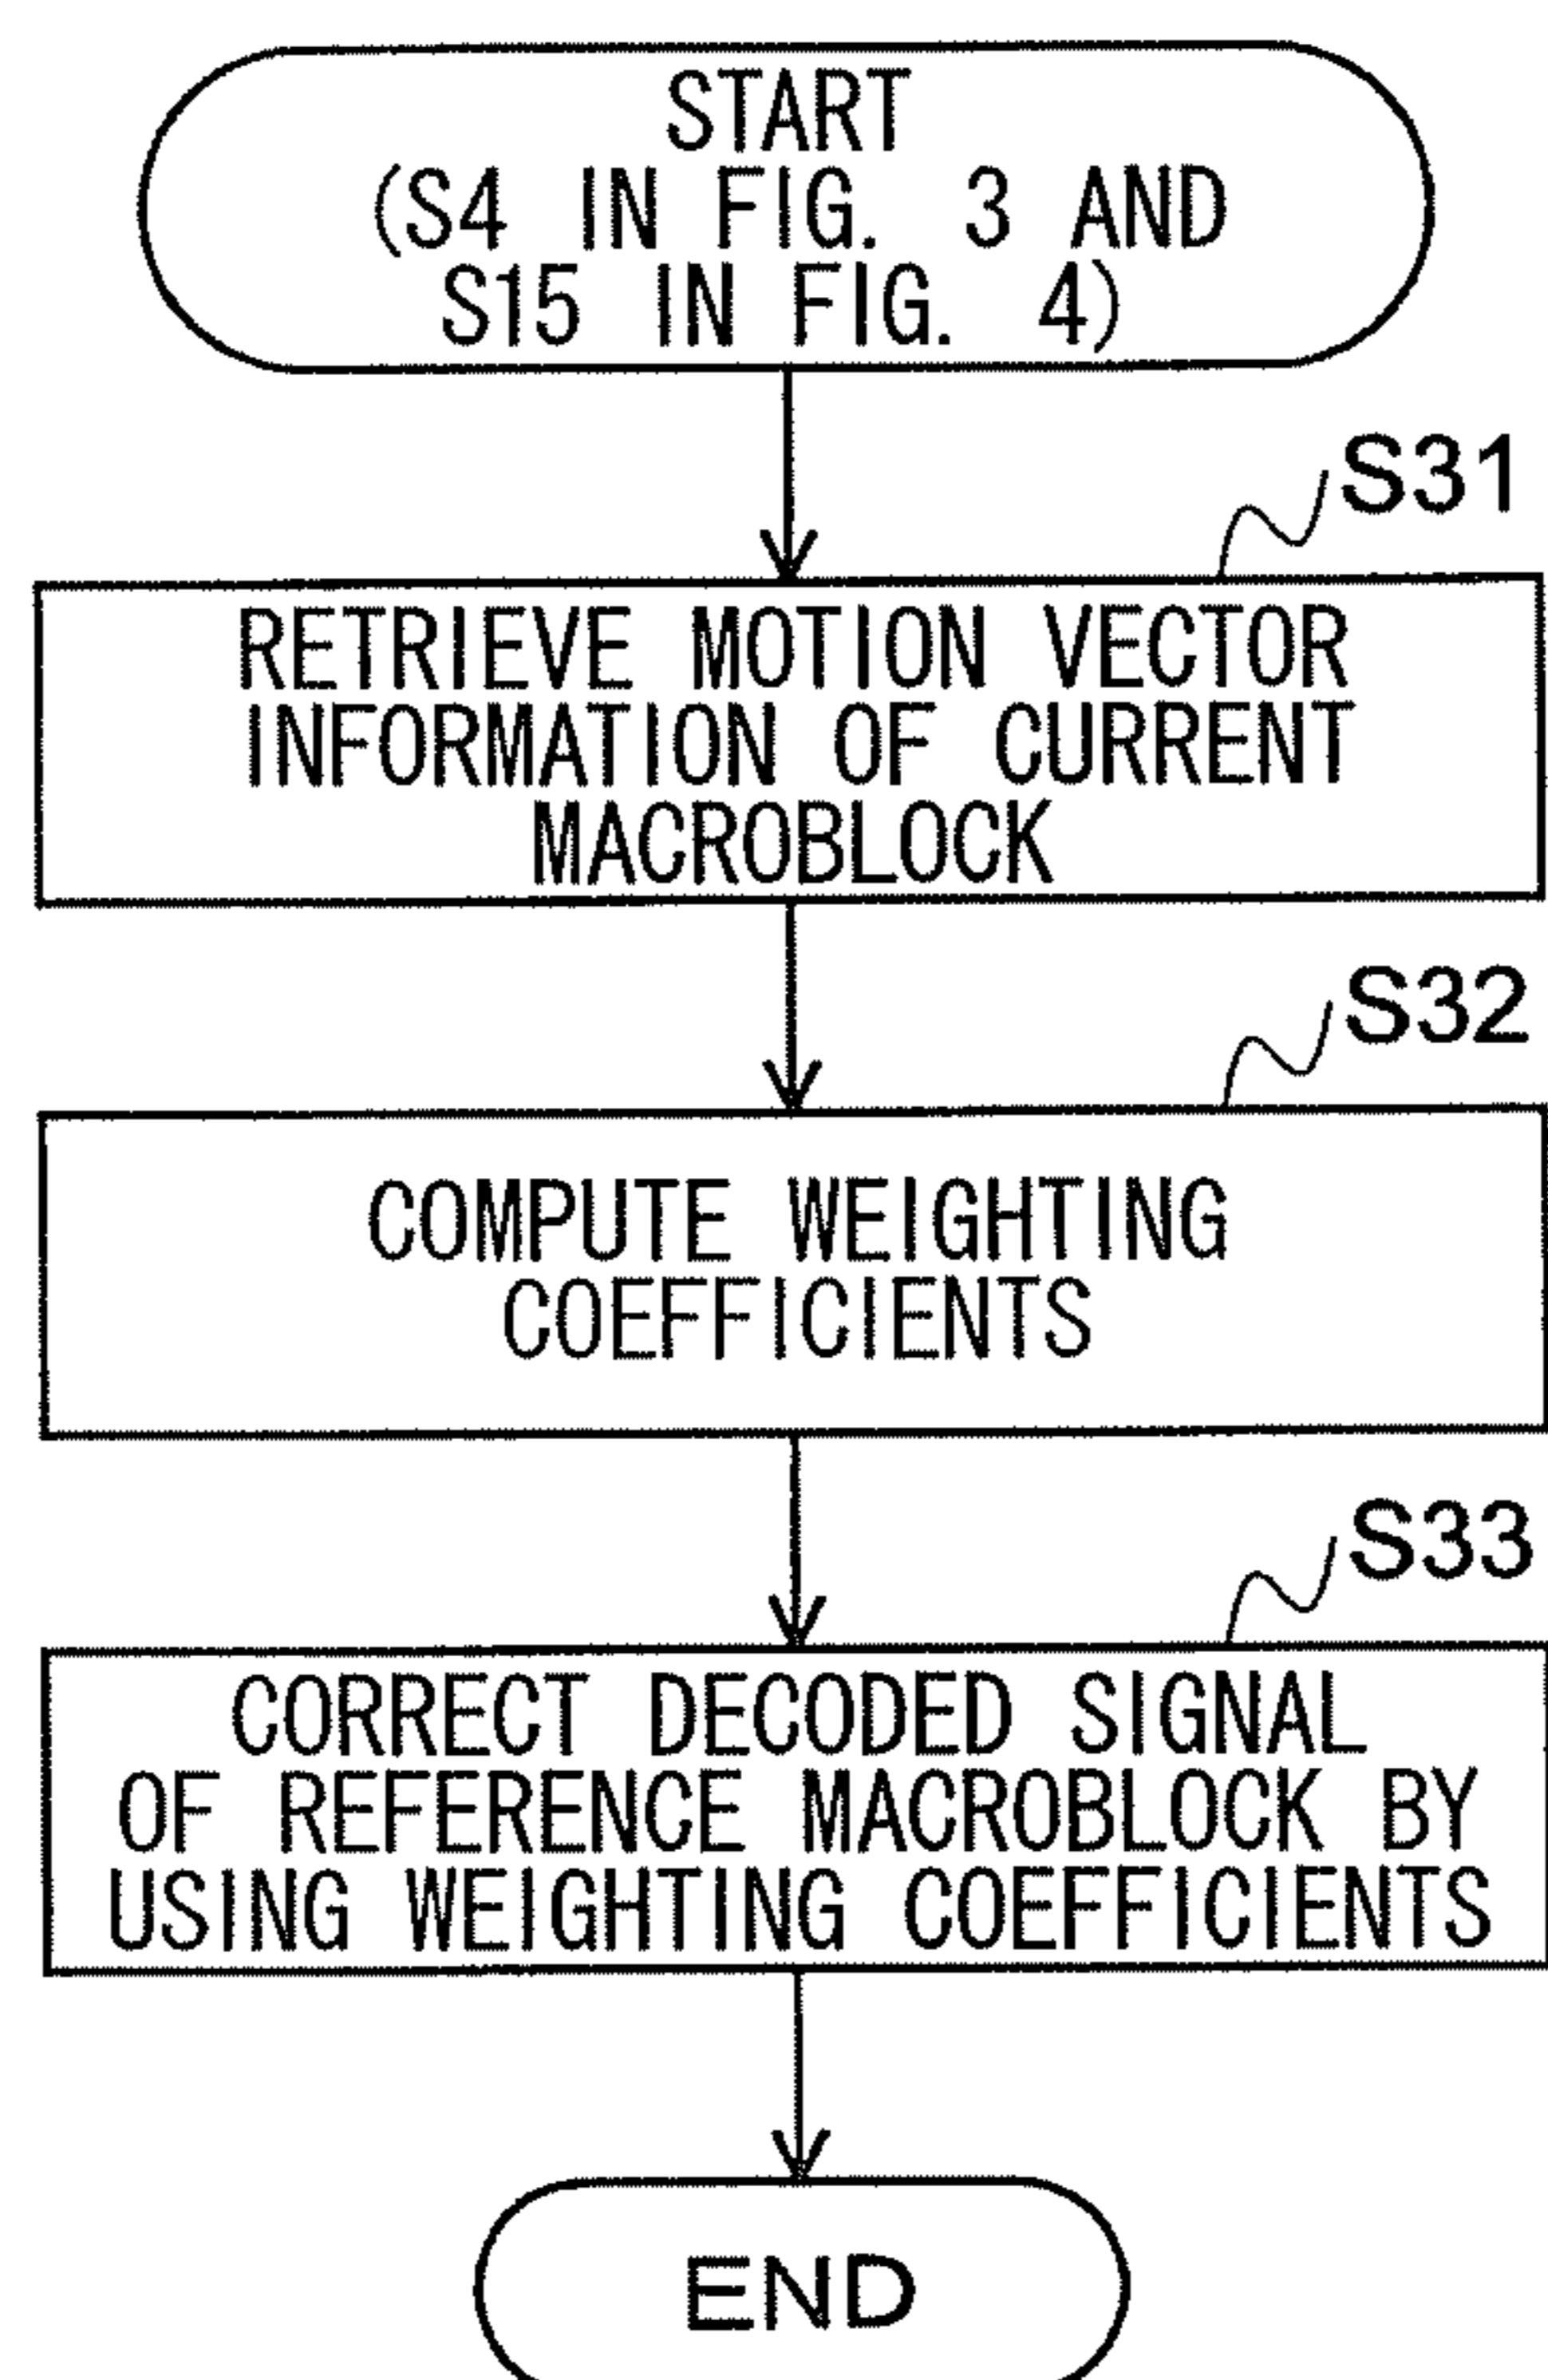 START
(S4 IN FIG. 3 AND
S15 IN FIG. 4)
S31
RETRIEVE MOTION VECTOR
INFORMATION OF CURRENT
MACROBLOCK
S32
COMPUTE WEIGHTING
COEFFICIENTS
S33
CORRECT DECODED SIGNAL
OF REFERENCE MACROBLOCK BY
USING WEIGHTING COEFFICIENTS
END